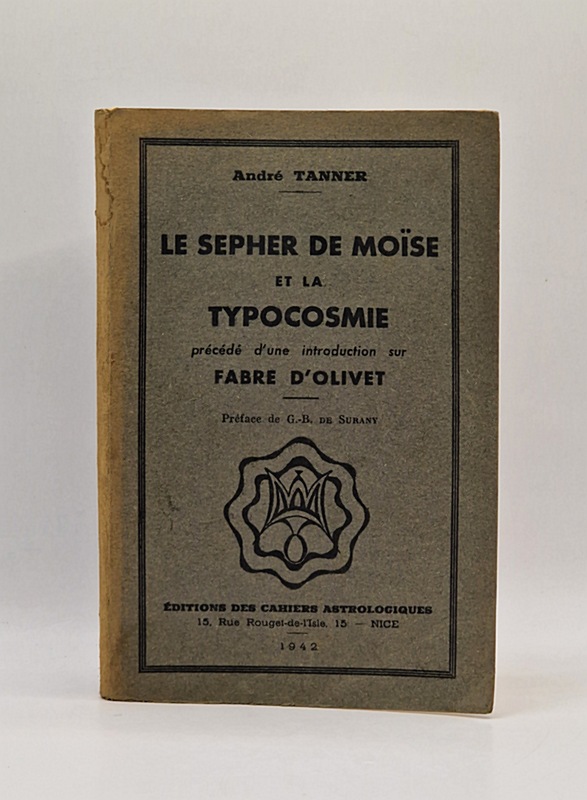 André TANNER
LE SEPHER DE MOÏSE
ET LA
TYPOCOSMIE
précédé d'une introduction sur
FABRE D'OLIVET
Préface de G.-B. DE SURANY
ÉDITIONS DES CAHIERS ASTROLOGIQUES
15, Rue Rouget-de-l'Isle, 15 — NICE
1942